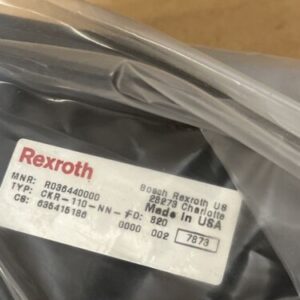 Rexroth
MNR: R036440000
TYP: CKR-110-NN-FD: 820
CS: 635415186
0000 002 7873
Bosch Rexroth US
28273 Charlotte
Made in USA